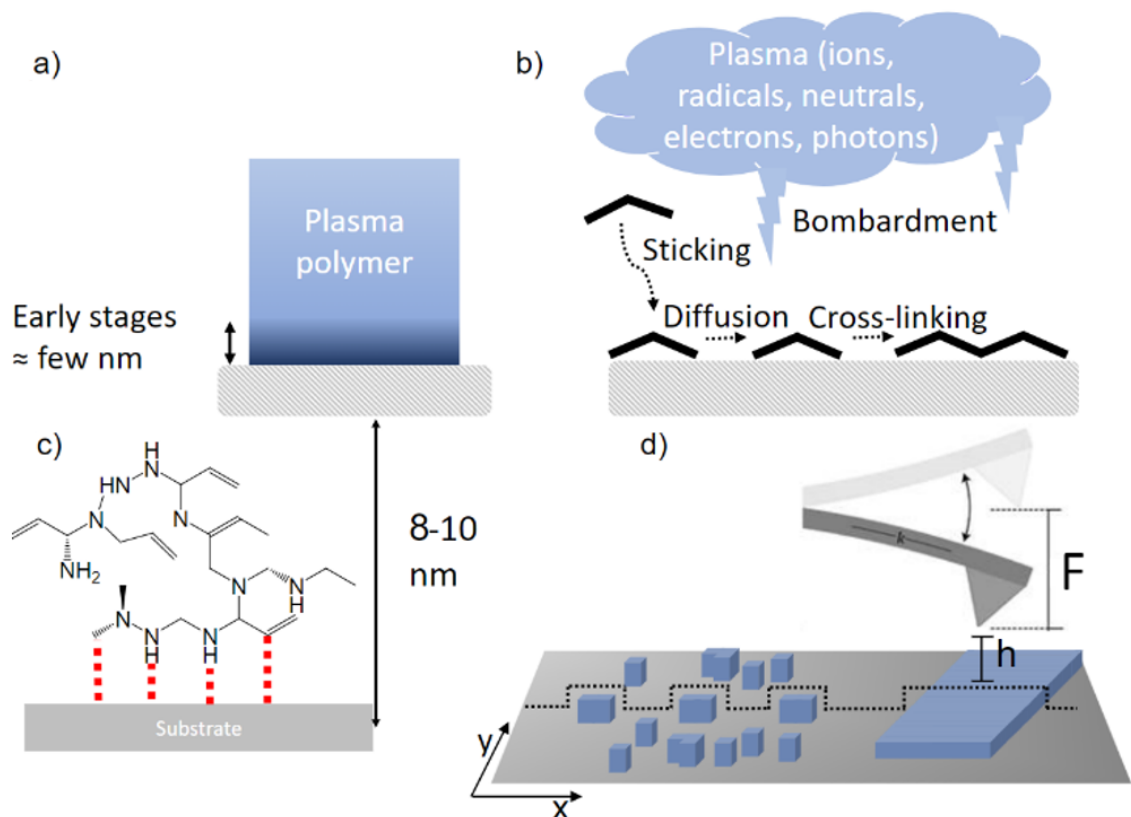 a)
Plasma
polymer
Early stages
≈ few nm
b)
Plasma (ions,
radicals, neutrals,
electrons, photons)
Bombardment
Sticking
Diffusion
Cross-linking
c)
H
N
N
HN
N
N
NH₂
N
N
H
N
N
H
N
H
8-10
nm
Substrate
d)
k
F
h
y
x